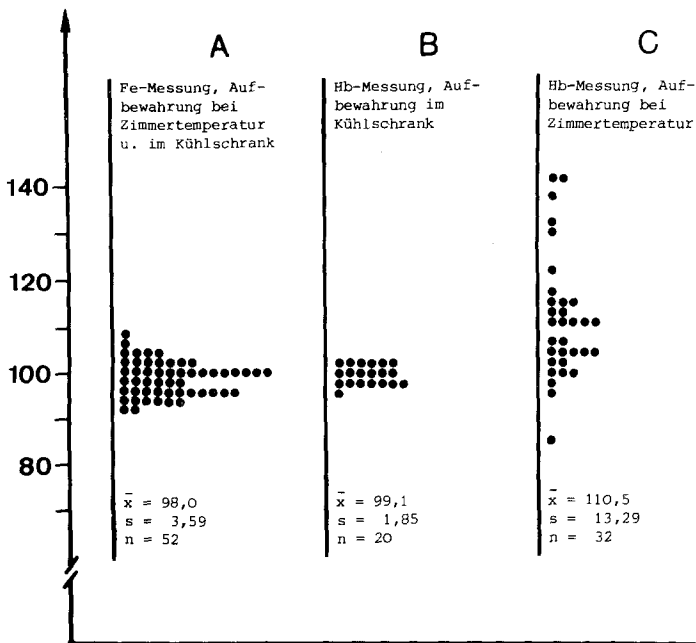 A
Fe-Messung, Auf-
bewahrung bei
Zimmertemperatur
u. im Kühlschrank
x̄ = 98,0
s = 3,59
n = 52
B
Hb-Messung, Auf-
bewahrung im
Kühlschrank
x̄ = 99,1
s = 1,85
n = 20
C
Hb-Messung, Auf-
bewahrung bei
Zimmertemperatur
x̄ = 110,5
s = 13,29
n = 32
140
120
100
80